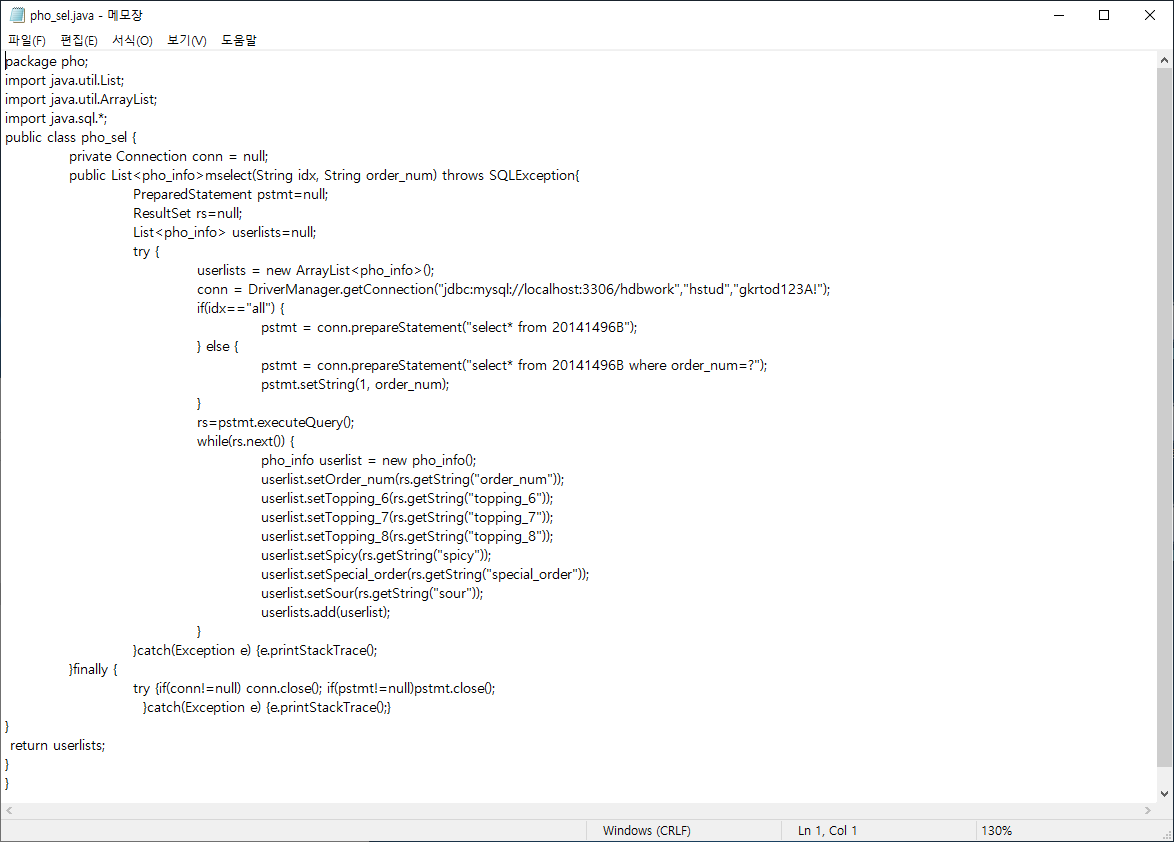 pho_sel.java - 메모장
파일(F) 편집(E) 서식(O) 보기(V) 도움말
package pho;
import java.util.List;
import java.util.ArrayList;
import java.sql.*;
public class pho_sel {
private Connection conn = null;
public List<pho_info>mselect(String idx, String order_num) throws SQLException{
PreparedStatement pstmt=null;
ResultSet rs=null;
List<pho_info> userlists=null;
try {
userlists = new ArrayList<pho_info>();
conn = DriverManager.getConnection("jdbc:mysql://localhost:3306/hdbwork","hstud","gkrtod123A!");
if(idx=="all") {
pstmt = conn.prepareStatement("select* from 20141496B");
} else {
pstmt = conn.prepareStatement("select* from 20141496B where order_num=?");
pstmt.setString(1, order_num);
}
rs=pstmt.executeQuery();
while(rs.next()) {
pho_info userlist = new pho_info();
userlist.setOrder_num(rs.getString("order_num"));
userlist.setTopping_6(rs.getString("topping_6"));
userlist.setTopping_7(rs.getString("topping_7"));
userlist.setTopping_8(rs.getString("topping_8"));
userlist.setSpicy(rs.getString("spicy"));
userlist.setSpecial_order(rs.getString("special_order"));
userlist.setSour(rs.getString("sour"));
userlists.add(userlist);
}
}catch(Exception e) {e.printStackTrace();
}finally {
try {if(conn!=null) conn.close(); if(pstmt!=null)pstmt.close();
}catch(Exception e) {e.printStackTrace();}
}
return userlists;
}
}
Windows (CRLF) Ln 1, Col 1 130%